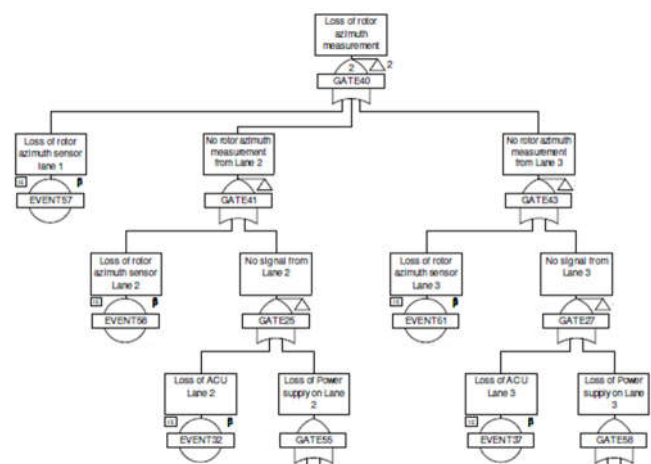 Loss of rotor
azimuth
measurement
2
2
GATE40
Loss of rotor
azimuth sensor
lane 1
β
EVENT57
No rotor azimuth
measurement
from Lane 2
GATE41
No rotor azimuth
measurement
from Lane 3
GATE43
Loss of rotor
azimuth sensor
Lane 2
β
No signal from
Lane 2
GATE25
Loss of rotor
azimuth sensor
Lane 3
β
EVENT61
No signal from
Lane 3
GATE27
Loss of ACU
Lane 2
β
EVENT32
Loss of Power
supply on Lane
2
GATE55
Loss of ACU
Lane 3
β
EVENT37
Loss of Power
supply on Lane
3